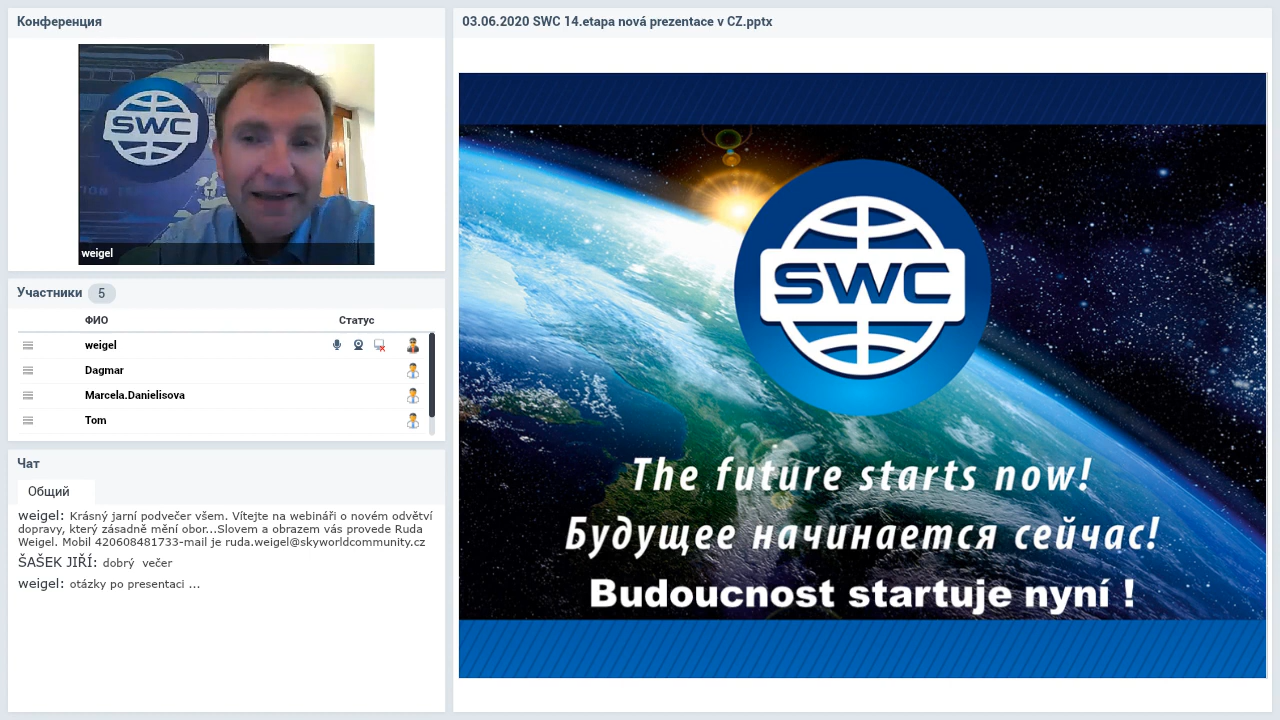 Конференция
SWC
weigel
Участники 5
ФИО Статус
weigel
Dagmar
Marcela.Danielisova
Tom
Чат
Общий
weigel: Krásný jarní podvečer všem. Vítejte na webináři o novém odvětví
dopravy, který zásadně mění obor...Slovem a obrazem vás provede Ruda
Weigel. Mobil 420608481733-mail je ruda.weigel@skyworldcommunity.cz
ŠAŠEK JIŘÍ: dobrý večer
weigel: otázky po presentaci ...
03.06.2020 SWC 14.etapa nová prezentace v CZ.pptx
SWC
The future starts now!
Будущее начинается сейчас!
Budoucnost startuje nyní !